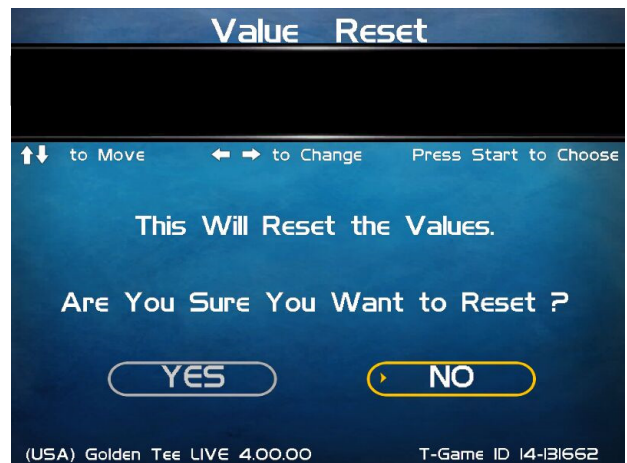 Value Reset
↑↓ to Move ← → to Change Press Start to Choose
This Will Reset the Values.
Are You Sure You Want to Reset ?
YES NO
(USA) Golden Tee LIVE 4.00.00 T-Game ID 14-131662